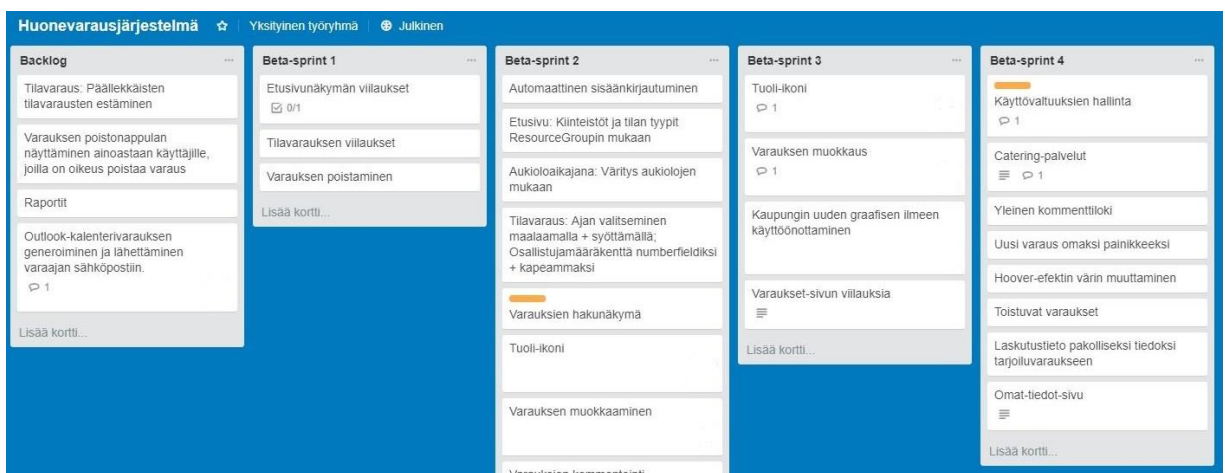 Huonevarausjärjestelmä Yksityinen työryhmä Julkinen
Backlog
Tilavaraus: Päällekkäisten
tilavarausten estäminen
Varauksen poistonappulan
näyttäminen ainoastaan käyttäjille,
joilla on oikeus poistaa varaus
Raportit
Outlook-kalenterivarauksen
generoiminen ja lähettäminen
varaajan sähköpostiin.
1
Lisää kortti...
Beta-sprint 1
Etusivunäkymän viilaukset
0/1
Tilavarauksen viilaukset
Varauksen poistaminen
Lisää kortti...
Beta-sprint 2
Automaattinen sisäänkirjautuminen
Etusivu: Kiinteistöt ja tilan tyypit
ResourceGroupin mukaan
Aukioloaikajana: Väritys aukiolojen
mukaan
Tilavaraus: Ajan valitseminen
maalaamalla + syöttämällä;
Osallistujamääräkenttä numberfieldiksi
+ kapeammaksi
Varauksien hakunäkymä
Tuoli-ikoni
Varauksen muokkaaminen
Beta-sprint 3
Tuoli-ikoni
1
Varauksen muokkaus
1
Kaupungin uuden graafisen ilmeen
käyttöönottaminen
Varaukset-sivun viilauksia
Lisää kortti...
Beta-sprint 4
Käyttövaltuuksien hallinta
1
Catering-palvelut
1
Yleinen kommenttiloki
Uusi varaus omaksi painikkeeksi
Hoover-efektin värin muuttaminen
Toistuvat varaukset
Laskutustieto pakolliseksi tiedoksi
tarjoiluvaraukseen
Omat-tiedot-sivu
Lisää kortti...